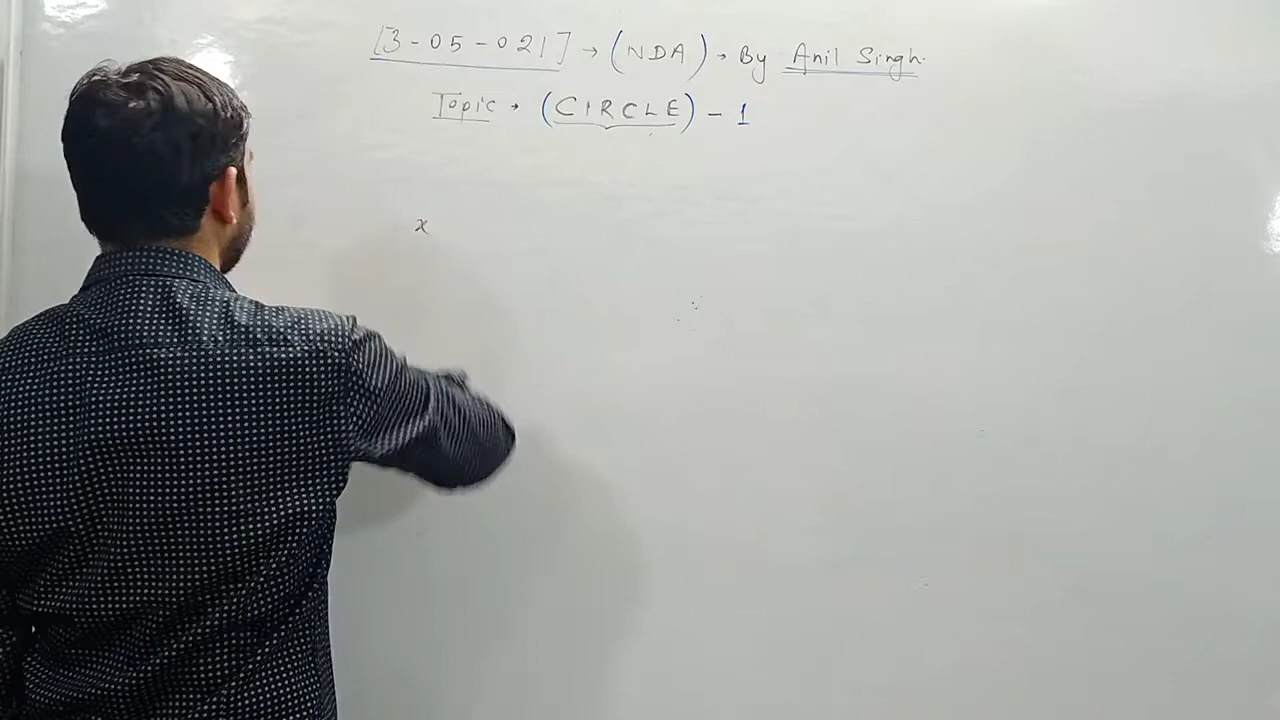 [3-05-021] → (NDA) → By Anil Singh.
Topic → (CIRCLE) - 1
x